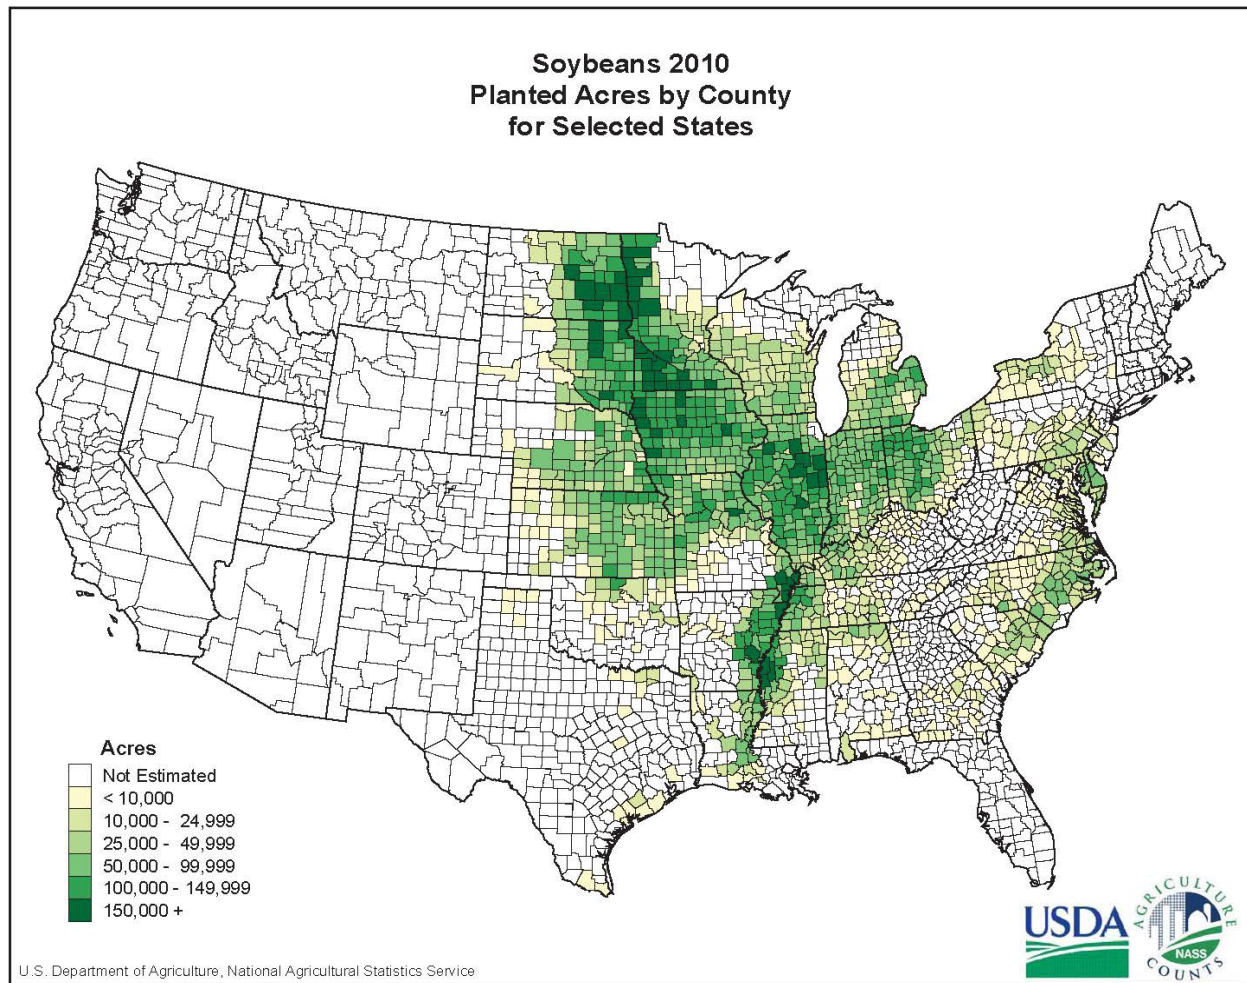 Soybeans 2010
Planted Acres by County
for Selected States
Acres
Not Estimated
< 10,000
10,000 - 24,999
25,000 - 49,999
50,000 - 99,999
100,000 - 149,999
150,000 +
U.S. Department of Agriculture, National Agricultural Statistics Service
USDA
AGRICULTURE
NASS
COUNTS